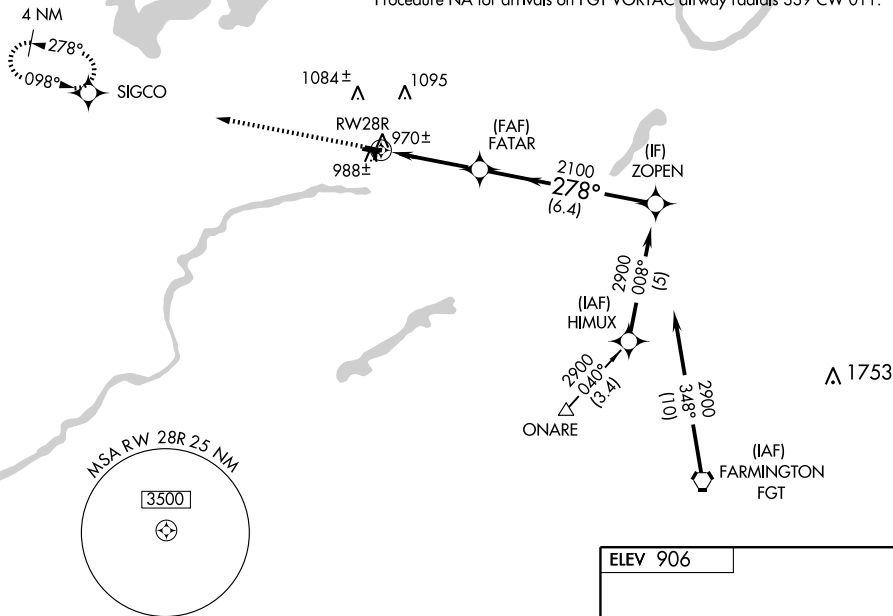 Procedure NA for arrivals on FGT VORTAC airway radials 339 CW 011.
4 NM
278°
098°
SIGCO
1084 ±
1095
RW28R
970 ±
988 ±
(FAF)
FATAR
2100
278°
(6.4)
(IF)
ZOPEN
2900
008°
(5)
(IAF)
HIMUX
2900
040°
(3.4)
ONARE
2900
348°
(10)
1753
(IAF)
FARMINGTON
FGT
MSA RW 28R 25 NM
3500
ELEV 906